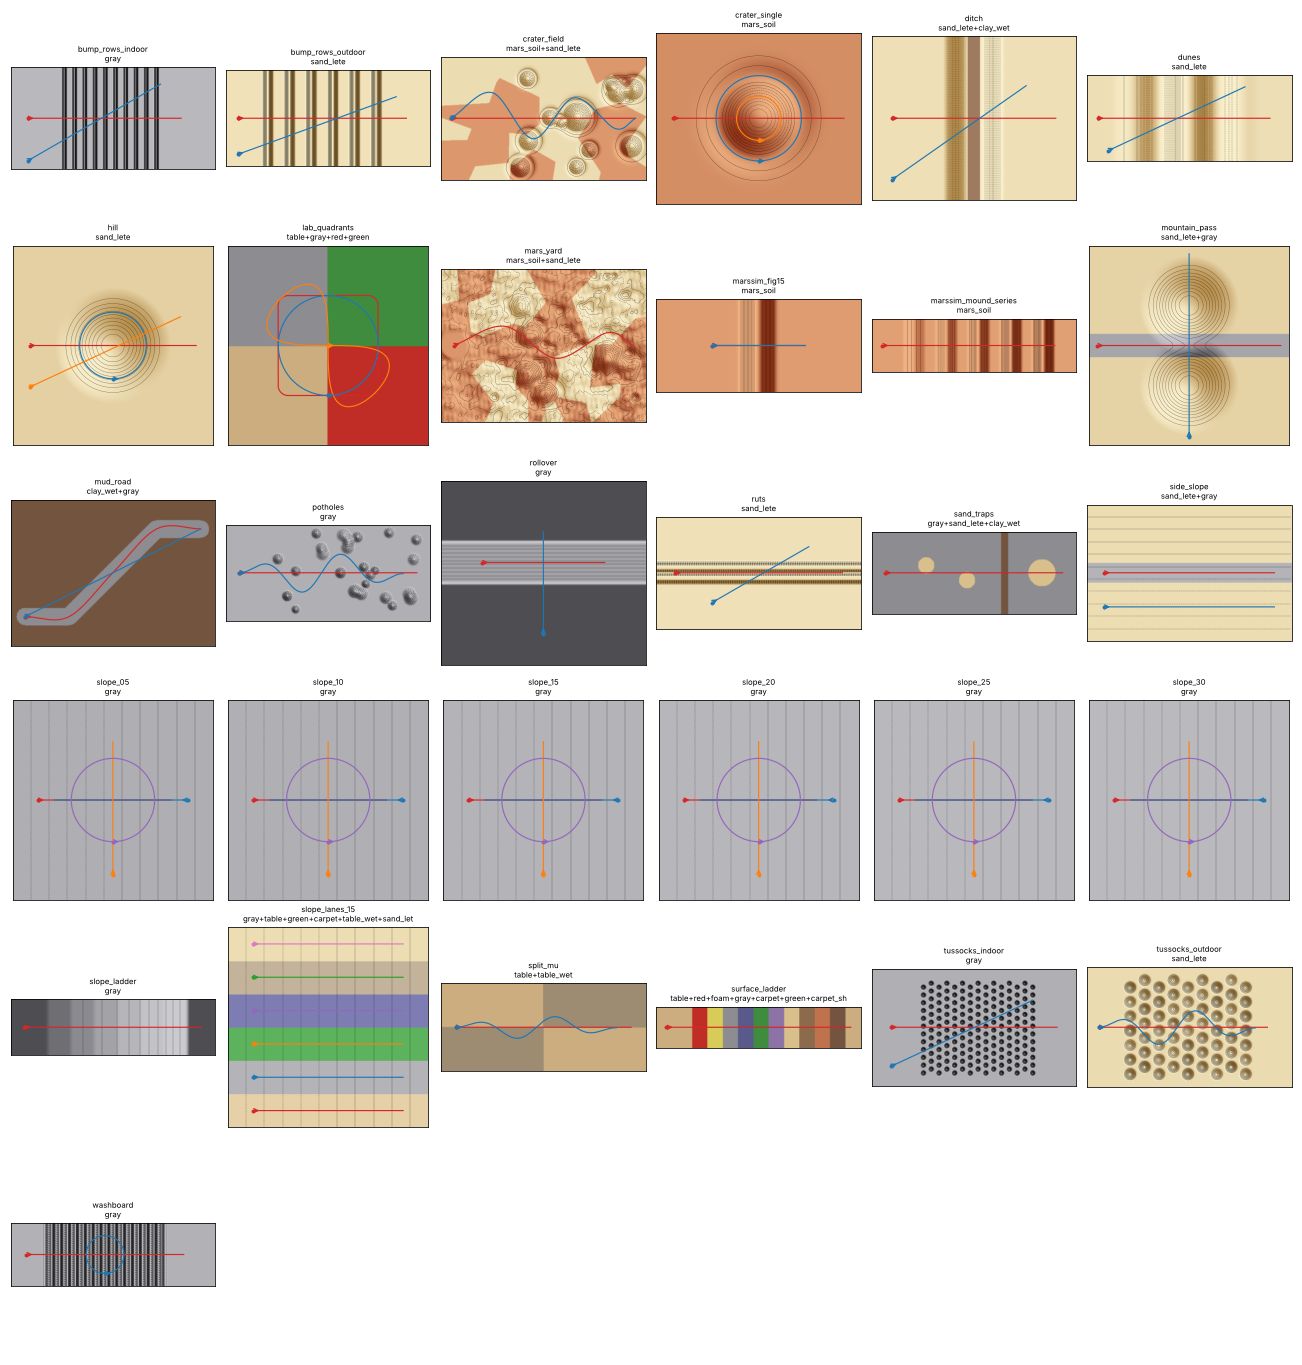 bump_rows_indoor
gray
bump_rows_outdoor
sand_lete
crater_field
mars_soil+sand_lete
crater_single
mars_soil
ditch
sand_lete+clay_wet
dunes
sand_lete
hill
sand_lete
lab_quadrants
table+gray+red+green
mars_yard
mars_soil+sand_lete
marssim_fig15
mars_soil
marssim_mound_series
mars_soil
mountain_pass
sand_lete+gray
mud_road
clay_wet+gray
potholes
gray
rollover
gray
ruts
sand_lete
sand_traps
gray+sand_lete+clay_wet
side_slope
sand_lete+gray
slope_05
gray
slope_10
gray
slope_15
gray
slope_20
gray
slope_25
gray
slope_30
gray
slope_ladder
gray
slope_lanes_15
gray+table+green+carpet+table_wet+sand_let
split_mu
table+table_wet
surface_ladder
table+red+foam+gray+carpet+green+carpet_sh
tussocks_indoor
gray
tussocks_outdoor
sand_lete
washboard
gray